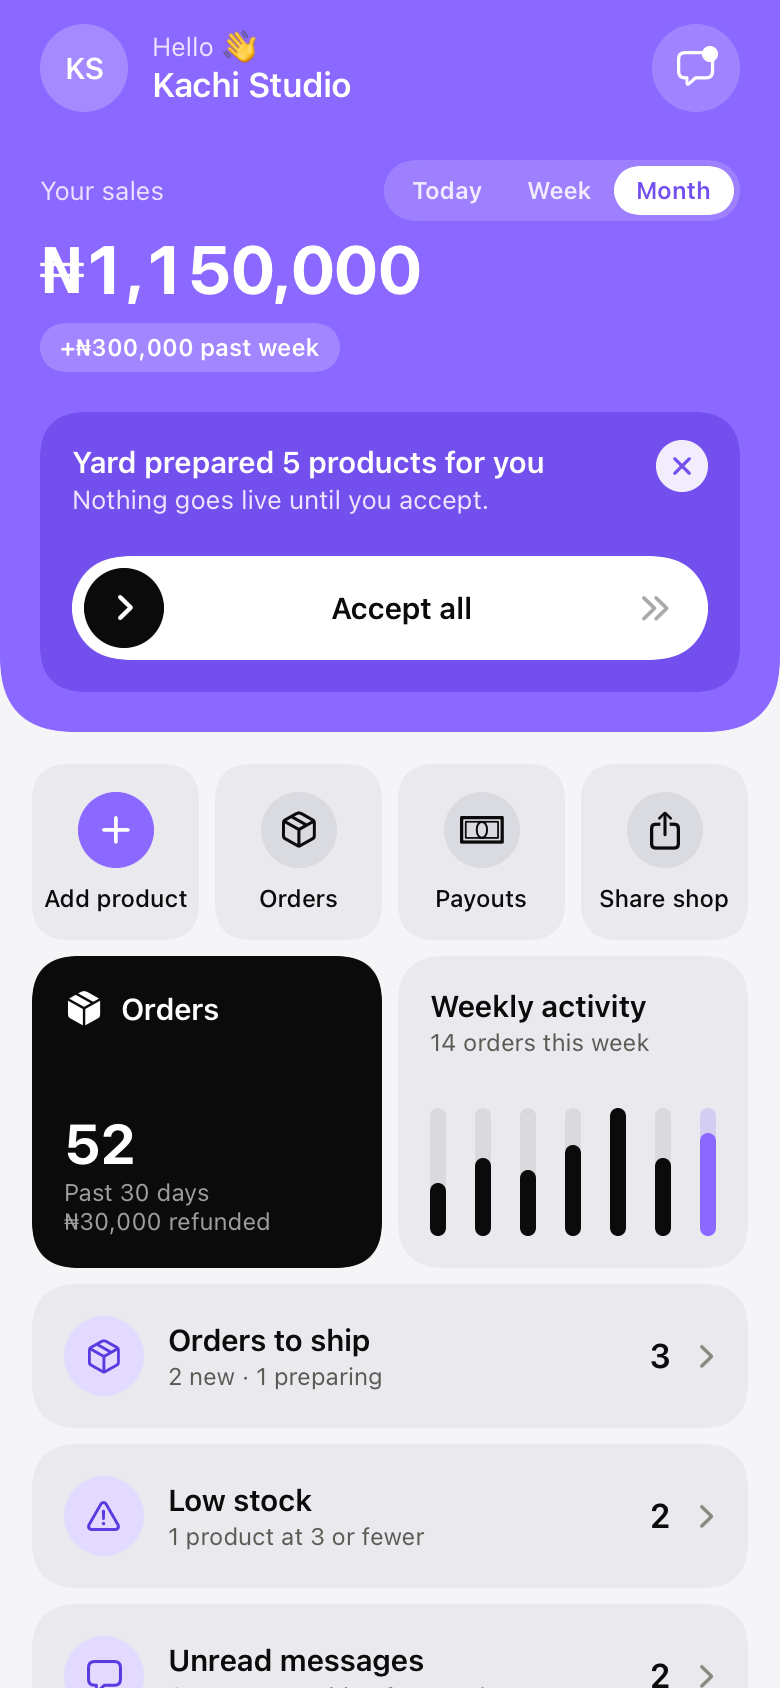 KS
Hello 👋
Kachi Studio
Your sales
Today Week Month
₦1,150,000
+₦300,000 past week
Yard prepared 5 products for you
Nothing goes live until you accept.
Accept all
Add product
Orders
Payouts
Share shop
Orders
52
Past 30 days
₦30,000 refunded
Weekly activity
14 orders this week
Orders to ship
2 new · 1 preparing
3
Low stock
1 product at 3 or fewer
2
Unread messages
2